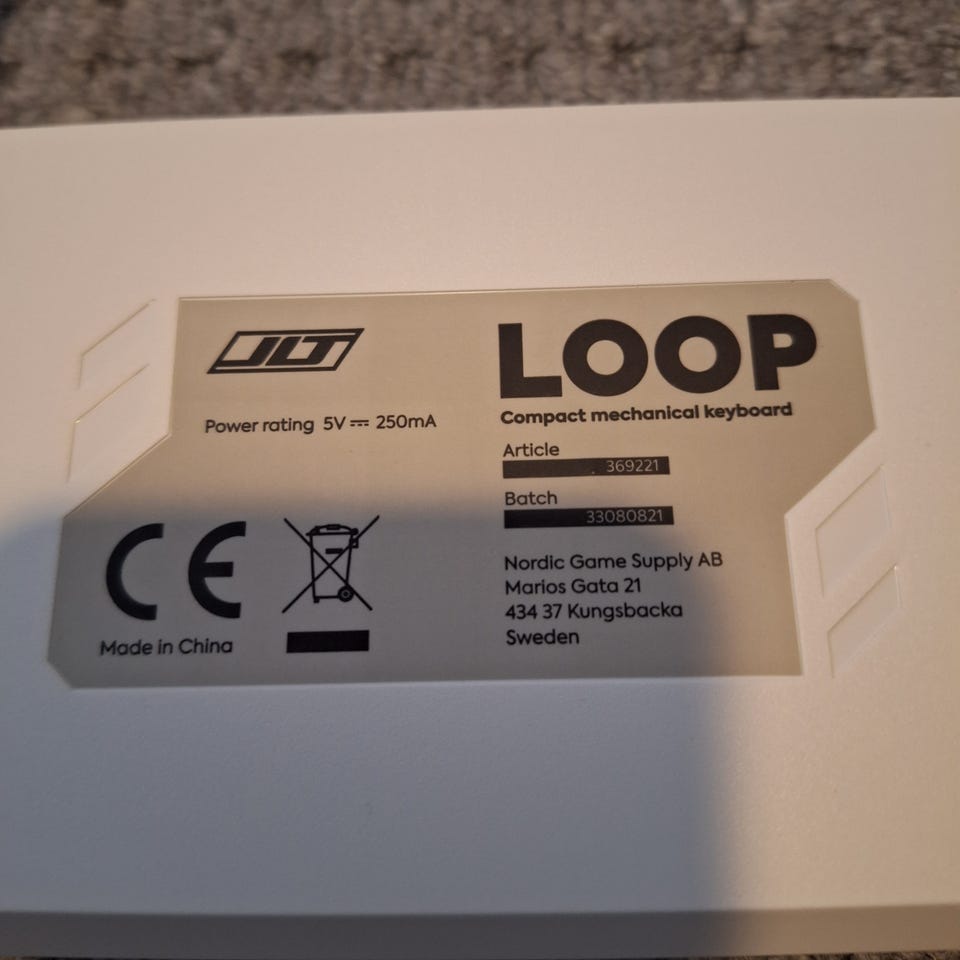 JLT
Power rating 5V ⎓ 250mA
LOOP
Compact mechanical keyboard
Article
369221
Batch
33080821
Nordic Game Supply AB
Marios Gata 21
434 37 Kungsbacka
Sweden
CE
Made in China